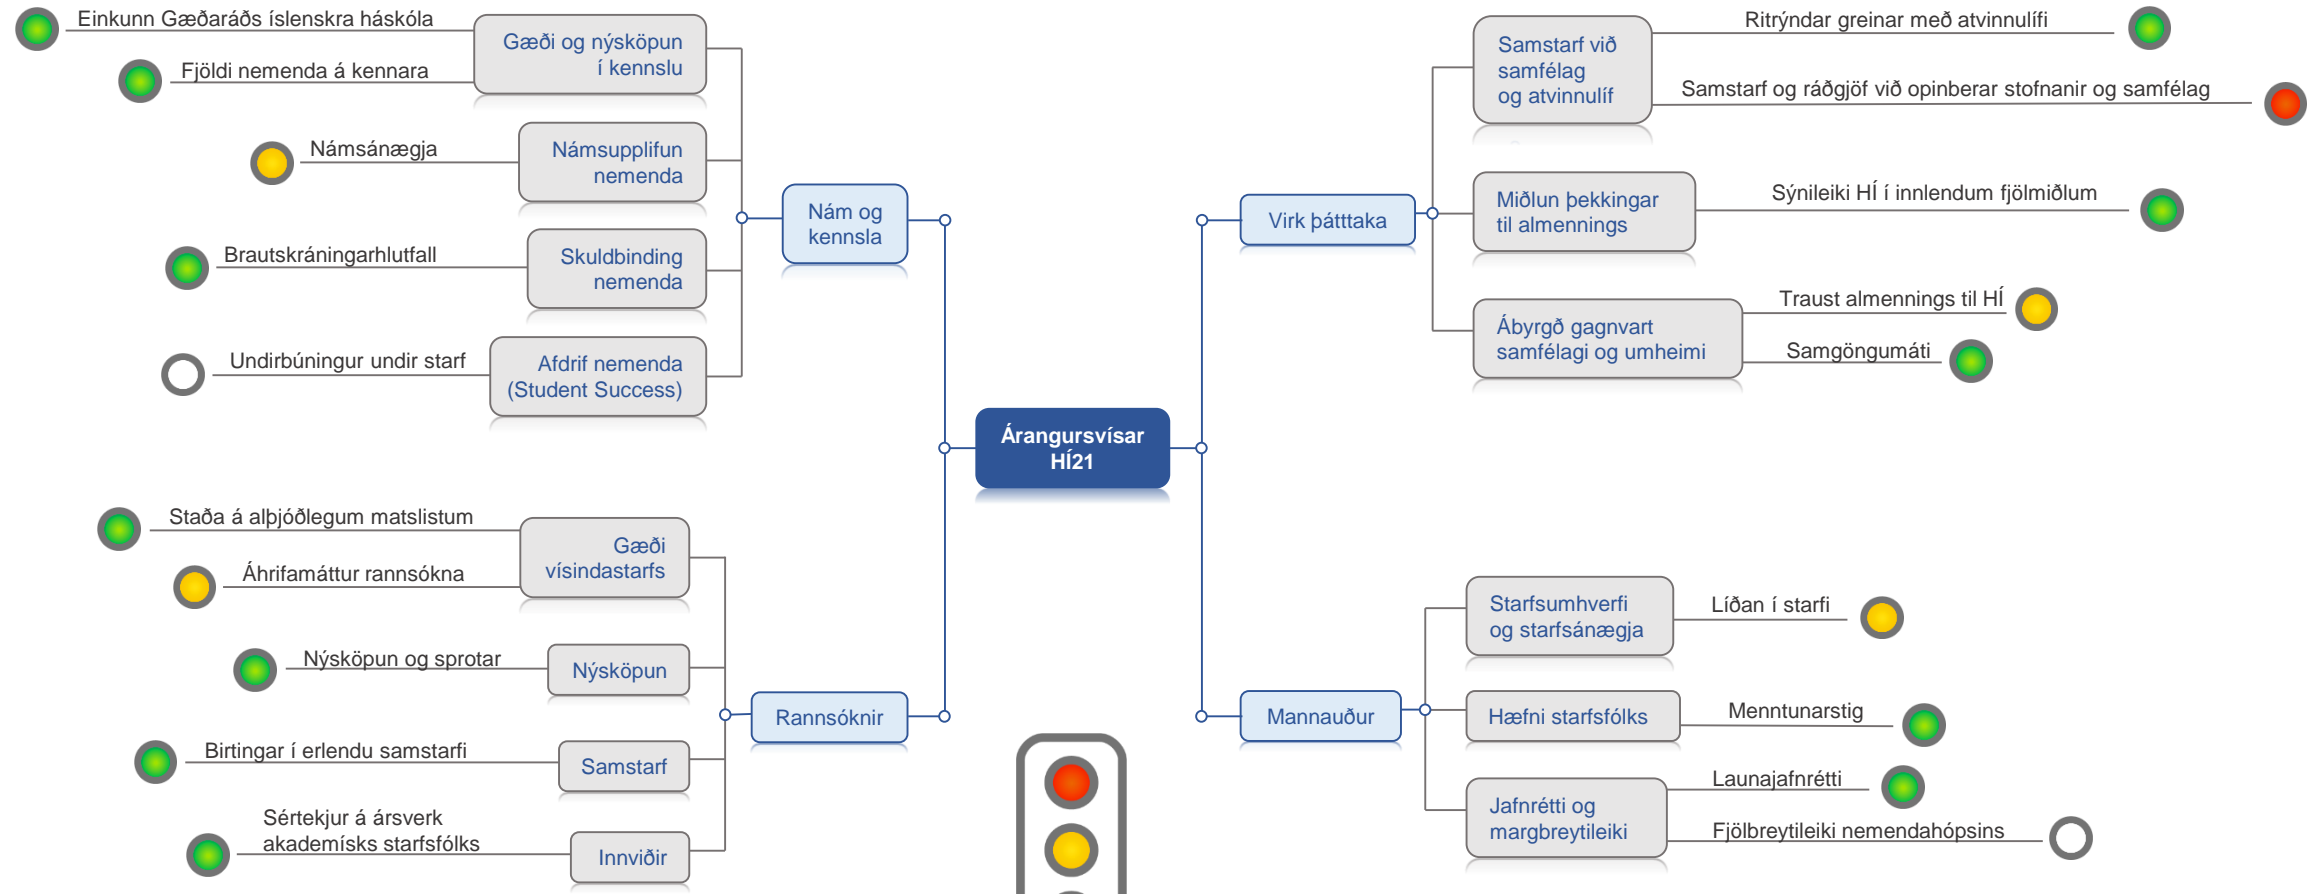 Einkunn Gæðaráðs íslenskra háskóla
Fjöldi nemenda á kennara
Gæði og nýsköpun
í kennslu
Námsánægja
Námsupplifun
nemenda
Brautskráningarhlutfall
Skuldbinding
nemenda
Undirbúningur undir starf
Afdrif nemenda
(Student Success)
Nám og
kennsla
Staða á alþjóðlegum matslistum
Áhrifamáttur rannsókna
Gæði
vísindastarfs
Nýsköpun og sprotar
Nýsköpun
Birtingar í erlendu samstarfi
Samstarf
Sértekjur á ársverk
akademísks starfsfólks
Innviðir
Rannsóknir
Árangursvísar
HÍ21
Virk þátttaka
Samstarf við
samfélag
og atvinnulíf
Ritrýndar greinar með atvinnulífi
Samstarf og ráðgjöf við opinberar stofnanir og samfélag
Miðlun þekkingar
til almennings
Sýnileiki HÍ í innlendum fjölmiðlum
Ábyrgð gagnvart
samfélagi og umheimi
Traust almennings til HÍ
Samgöngumáti
Mannauður
Starfsumhverfi
og starfsánægja
Líðan í starfi
Hæfni starfsfólks
Menntunarstig
Jafnrétti og
margbreytileiki
Launajafnrétti
Fjölbreytileiki nemendahópsins